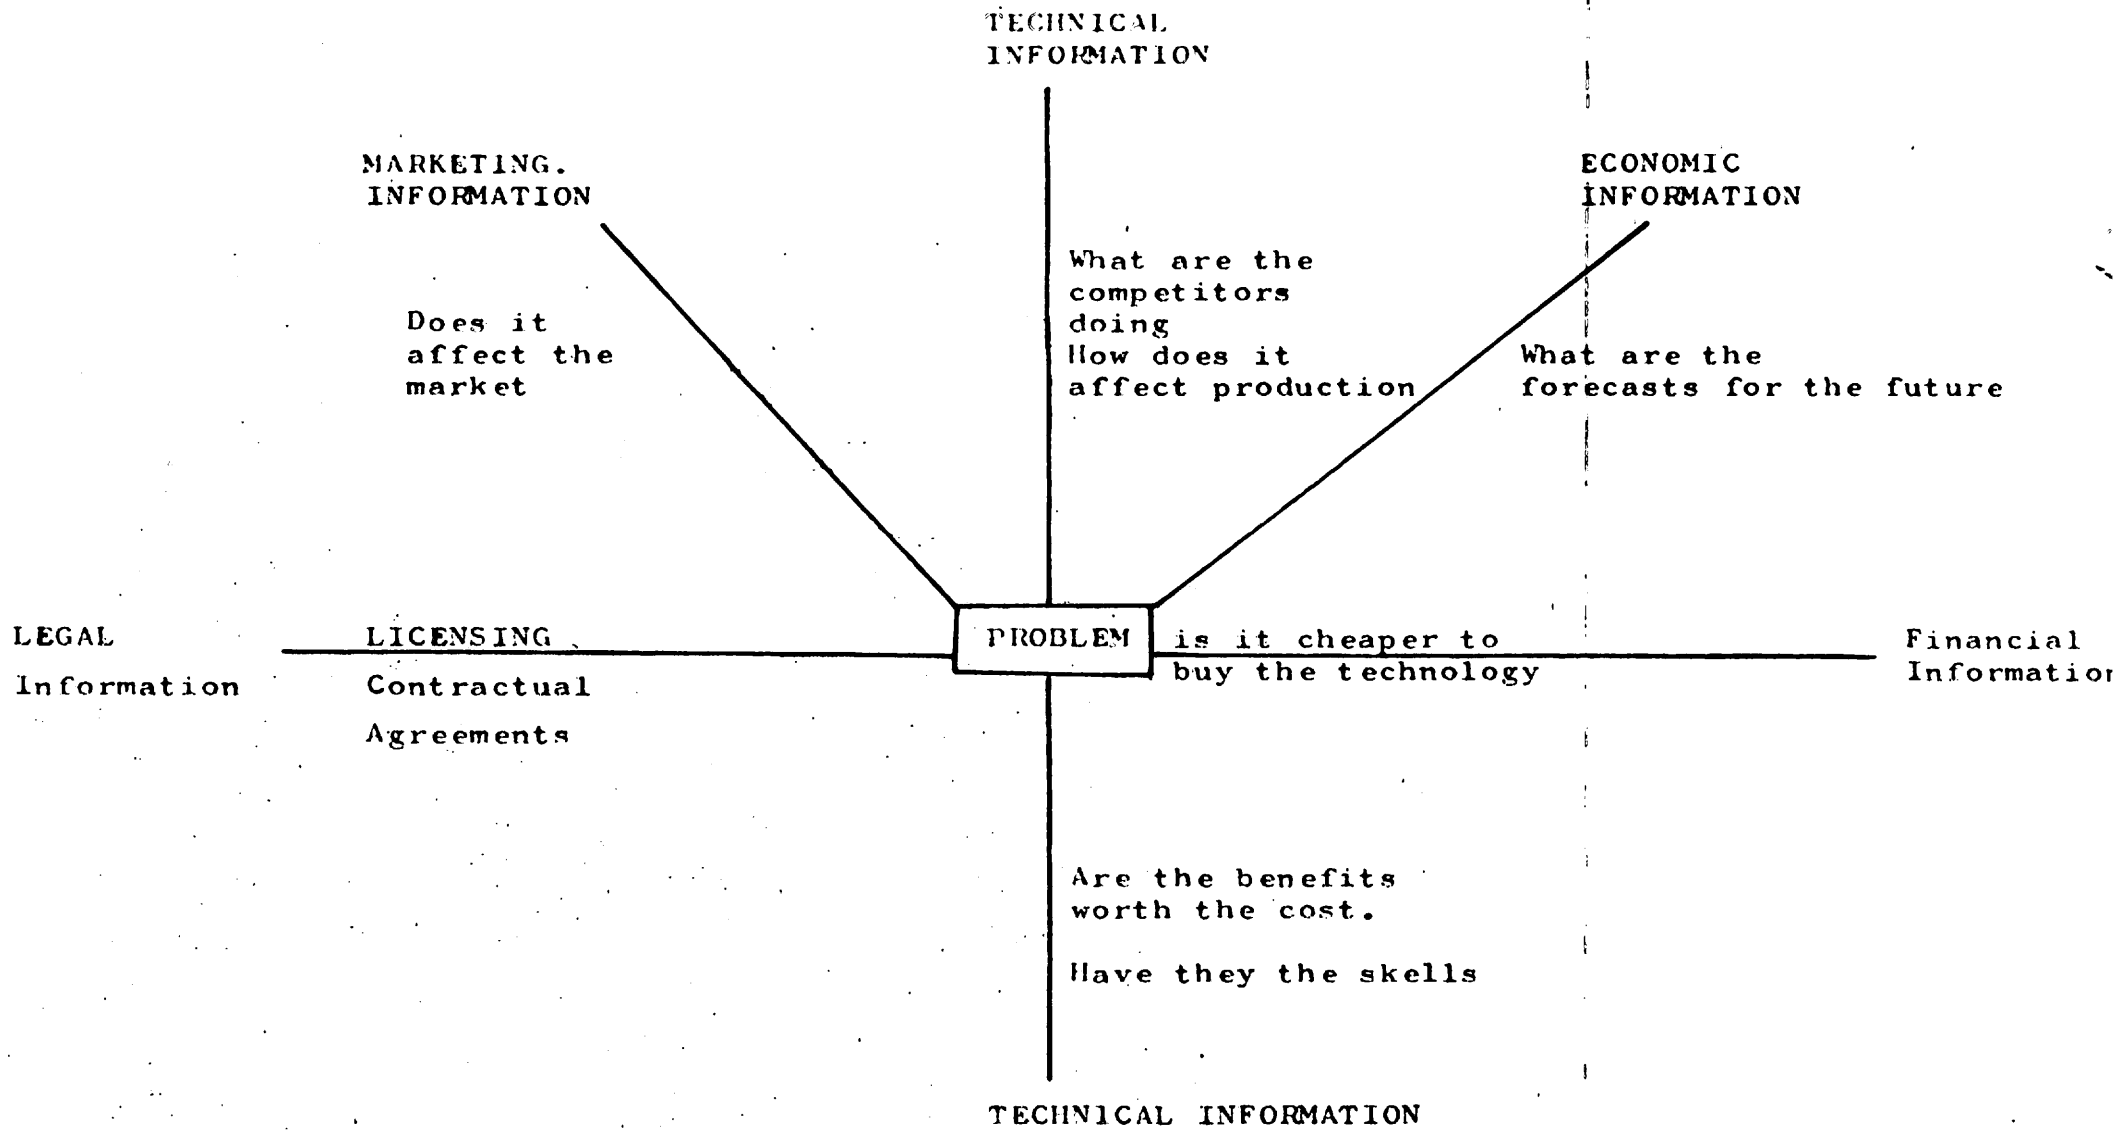 TECHNICAL
INFORMATION
MARKETING.
INFORMATION
ECONOMIC
INFORMATION
What are the
competitors
doing
How does it
affect production
Does it
affect the
market
What are the
forecasts for the future
LEGAL
Information
LICENSING
Contractual
Agreements
PROBLEM
is it cheaper to
buy the technology
Financial
Information
Are the benefits
worth the cost.
Have they the skells
TECHNICAL INFORMATION